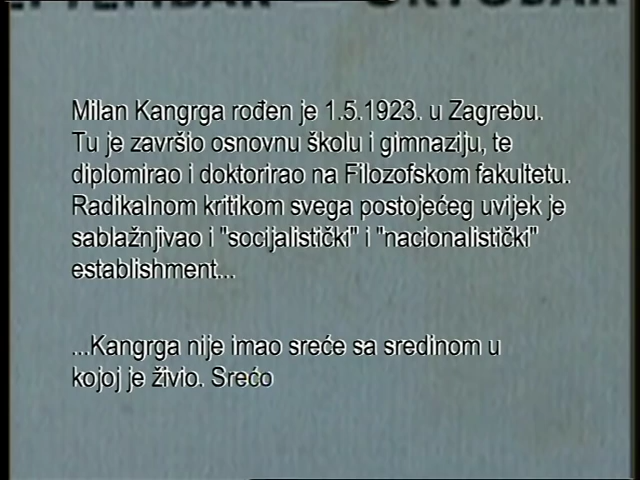 Milan Kangrga rođen je 1.5.1923. u Zagrebu.
Tu je završio osnovnu školu i gimnaziju, te
diplomirao i doktorirao na Filozofskom fakultetu.
Radikalnom kritikom svega postojećeg uvijek je
sablažnjivao i "socijalistički" i "nacionalistički"
establishment...
...Kangrga nije imao sreće sa sredinom u
kojoj je živio. Srećo